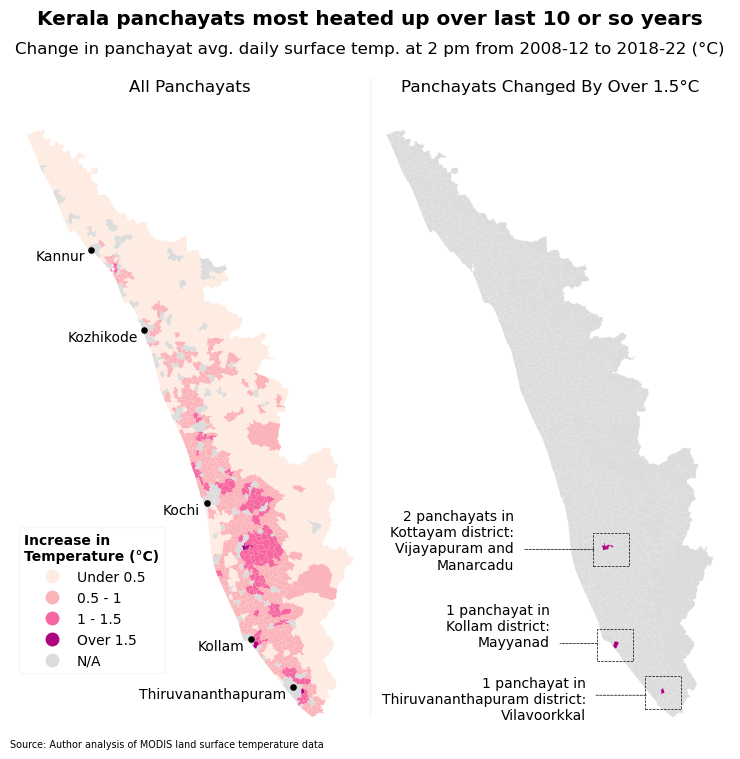 Kerala panchayats most heated up over last 10 or so years
Change in panchayat avg. daily surface temp. at 2 pm from 2008-12 to 2018-22 (°C)
All Panchayats
Panchayats Changed By Over 1.5°C
Kannur
Kozhikode
Kochi
Kollam
Thiruvananthapuram
Increase in
Temperature (°C)
Under 0.5
0.5 - 1
1 - 1.5
Over 1.5
N/A
2 panchayats in
Kottayam district:
Vijayapuram and
Manarcadu
1 panchayat in
Kollam district:
Mayyanad
1 panchayat in
Thiruvananthapuram district:
Vilavoorkkal
Source: Author analysis of MODIS land surface temperature data